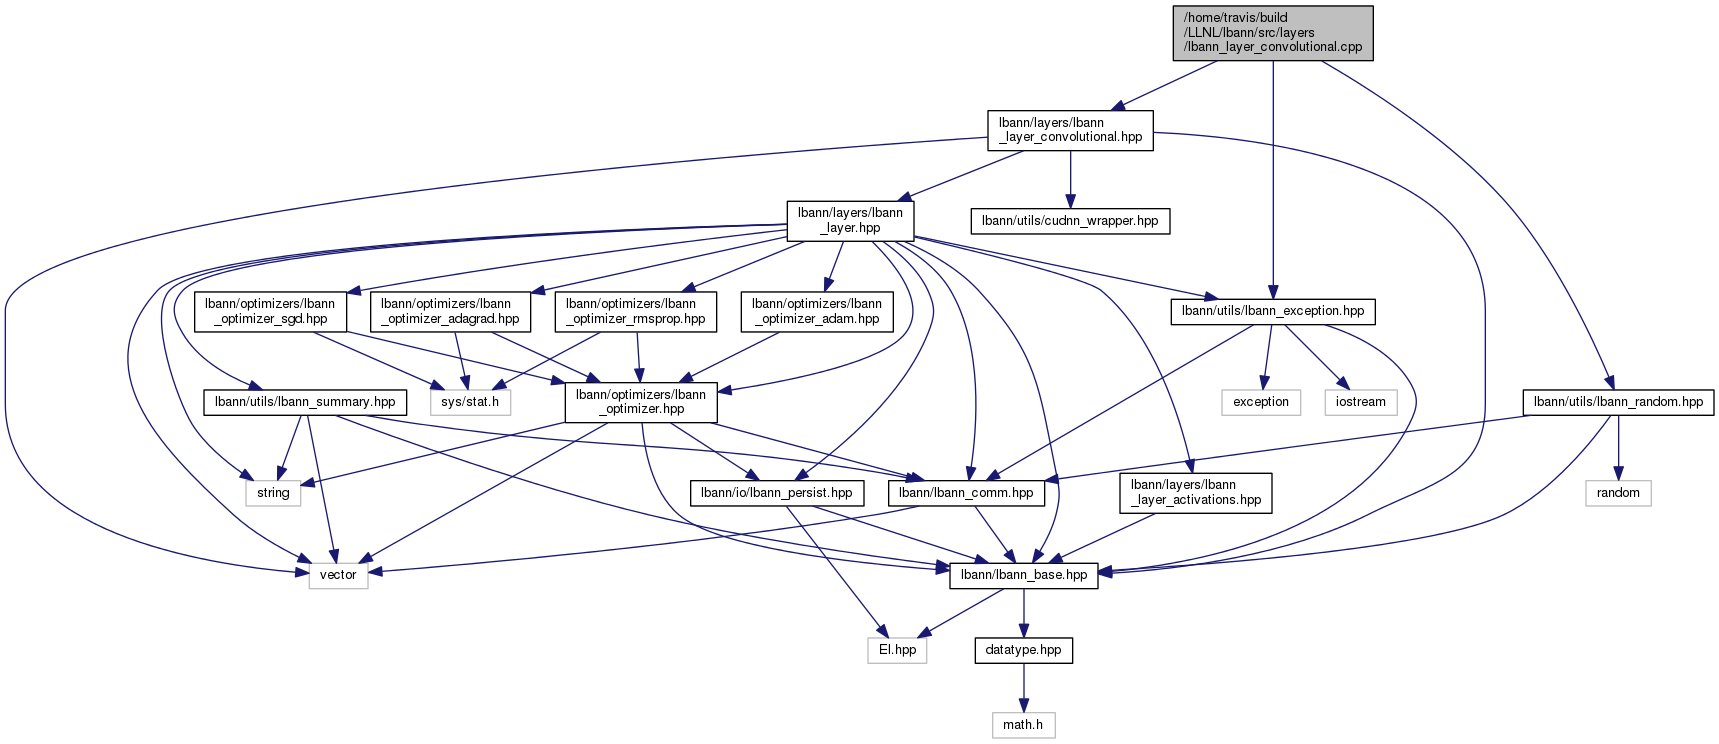 /home/travis/build
/LLNL/lbann/src/layers
/lbann_layer_convolutional.cpp
lbann/layers/lbann
_layer_convolutional.hpp
lbann/layers/lbann
_layer.hpp
lbann/utils/cudnn_wrapper.hpp
lbann/optimizers/lbann
_optimizer_sgd.hpp
lbann/optimizers/lbann
_optimizer_adagrad.hpp
lbann/optimizers/lbann
_optimizer_rmsprop.hpp
lbann/optimizers/lbann
_optimizer_adam.hpp
lbann/utils/lbann_exception.hpp
lbann/utils/lbann_summary.hpp
sys/stat.h
lbann/optimizers/lbann
_optimizer.hpp
exception
iostream
lbann/utils/lbann_random.hpp
string
lbann/io/lbann_persist.hpp
lbann/lbann_comm.hpp
lbann/layers/lbann
_layer_activations.hpp
random
vector
lbann/lbann_base.hpp
El.hpp
datatype.hpp
math.h